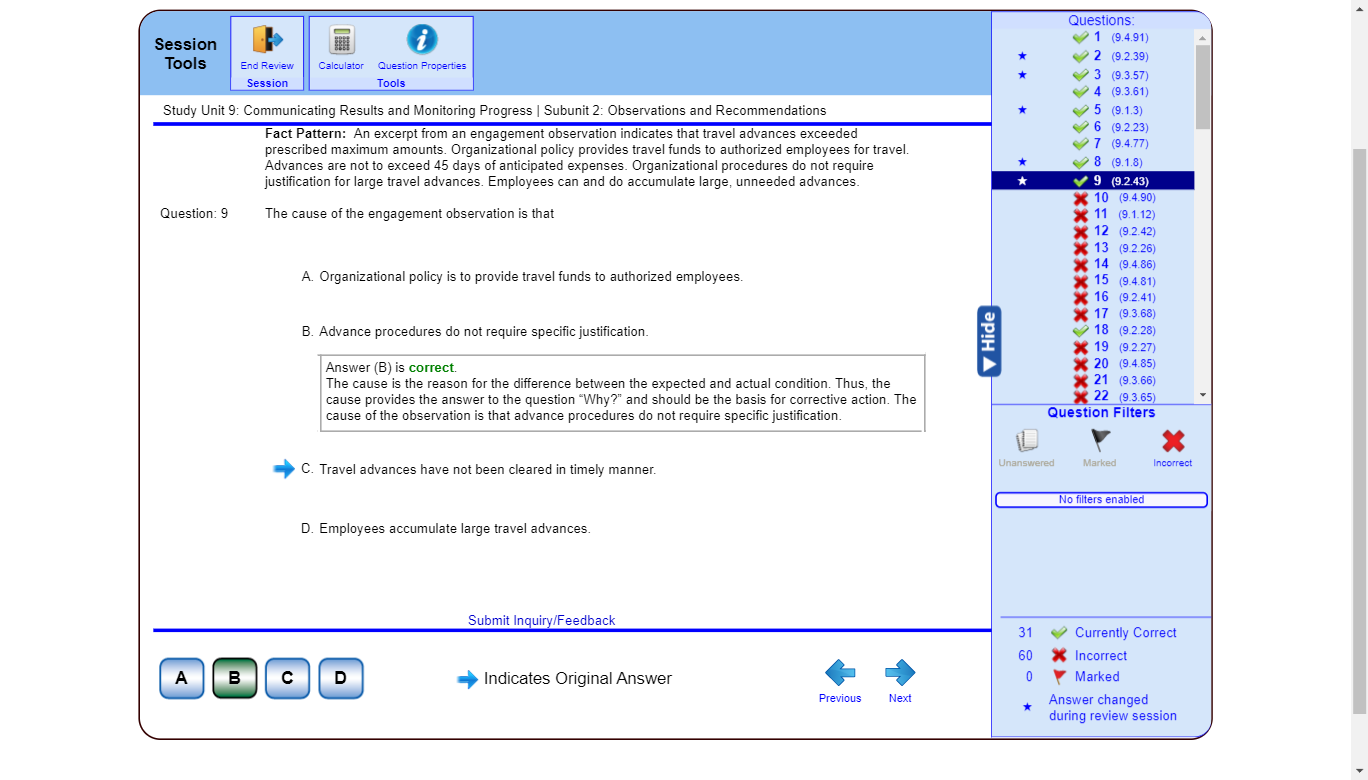 Session
Tools
End Review
Session
Calculator
Question Properties
Tools
Study Unit 9: Communicating Results and Monitoring Progress | Subunit 2: Observations and Recommendations
Fact Pattern: An excerpt from an engagement observation indicates that travel advances exceeded
prescribed maximum amounts. Organizational policy provides travel funds to authorized employees for travel.
Advances are not to exceed 45 days of anticipated expenses. Organizational procedures do not require
justification for large travel advances. Employees can and do accumulate large, unneeded advances.
Question: 9
The cause of the engagement observation is that
A. Organizational policy is to provide travel funds to authorized employees.
B. Advance procedures do not require specific justification.
Answer (B) is correct.
The cause is the reason for the difference between the expected and actual condition. Thus, the
cause provides the answer to the question “Why?” and should be the basis for corrective action. The
cause of the observation is that advance procedures do not require specific justification.
C. Travel advances have not been cleared in timely manner.
D. Employees accumulate large travel advances.
Submit Inquiry/Feedback
A
B
C
D
Indicates Original Answer
Previous
Next
Questions:
1 (9.4.91)
2 (9.2.39)
3 (9.3.57)
4 (9.3.61)
5 (9.1.3)
6 (9.2.23)
7 (9.4.77)
8 (9.1.8)
9 (9.2.43)
10 (9.4.90)
11 (9.1.12)
12 (9.2.42)
13 (9.2.26)
14 (9.4.86)
15 (9.4.81)
16 (9.2.41)
17 (9.3.68)
18 (9.2.28)
19 (9.2.27)
20 (9.4.85)
21 (9.3.66)
22 (9.3.65)
Hide
Question Filters
Unanswered
Marked
Incorrect
No filters enabled
31 Currently Correct
60 Incorrect
0 Marked
Answer changed
during review session